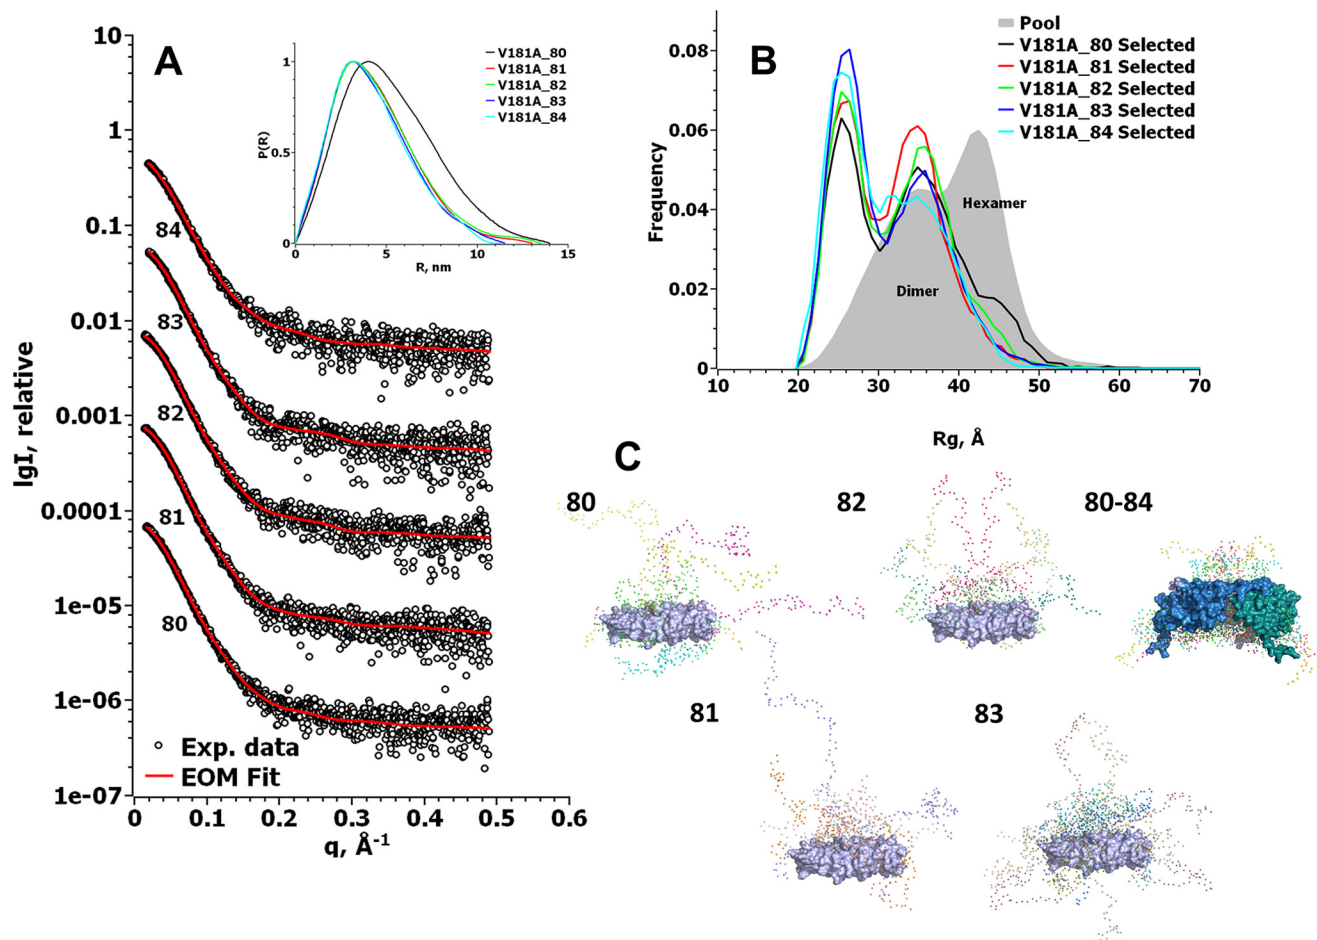 A
10
1
0.1
0.01
0.001
0.0001
1e-05
1e-06
1e-07
lgI, relative
84
83
82
81
80
Exp. data
EOM Fit
0 0.1 0.2 0.3 0.4 0.5 0.6
q, Å-1
V181A_80
V181A_81
V181A_82
V181A_83
V181A_84
1
0.5
0
P(R)
0 5 10 15
R, nm
B
Pool
V181A_80 Selected
V181A_81 Selected
V181A_82 Selected
V181A_83 Selected
V181A_84 Selected
0.08
0.06
0.04
0.02
0
Frequency
Hexamer
Dimer
10 20 30 40 50 60 70
Rg, Å
C
80
82
80-84
81
83